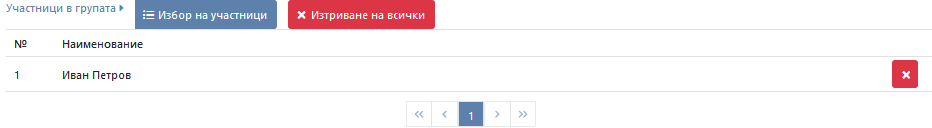 Участници в групата
Избор на участници
Изтриване на всички
№ Наименование
1 Иван Петров
1